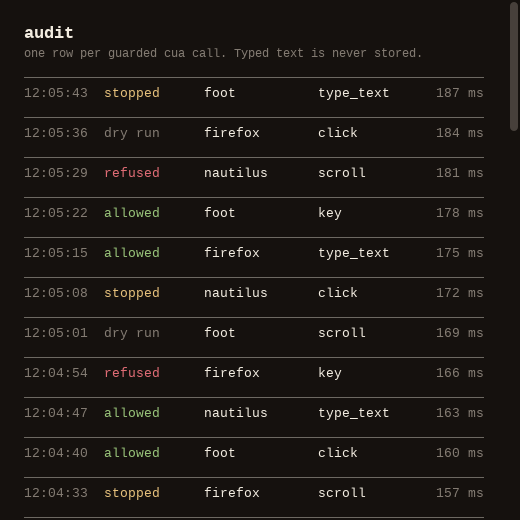 audit
one row per guarded cua call. Typed text is never stored.
12:05:43 stopped foot type_text 187 ms
12:05:36 dry run firefox click 184 ms
12:05:29 refused nautilus scroll 181 ms
12:05:22 allowed foot key 178 ms
12:05:15 allowed firefox type_text 175 ms
12:05:08 stopped nautilus click 172 ms
12:05:01 dry run foot scroll 169 ms
12:04:54 refused firefox key 166 ms
12:04:47 allowed nautilus type_text 163 ms
12:04:40 allowed foot click 160 ms
12:04:33 stopped firefox scroll 157 ms